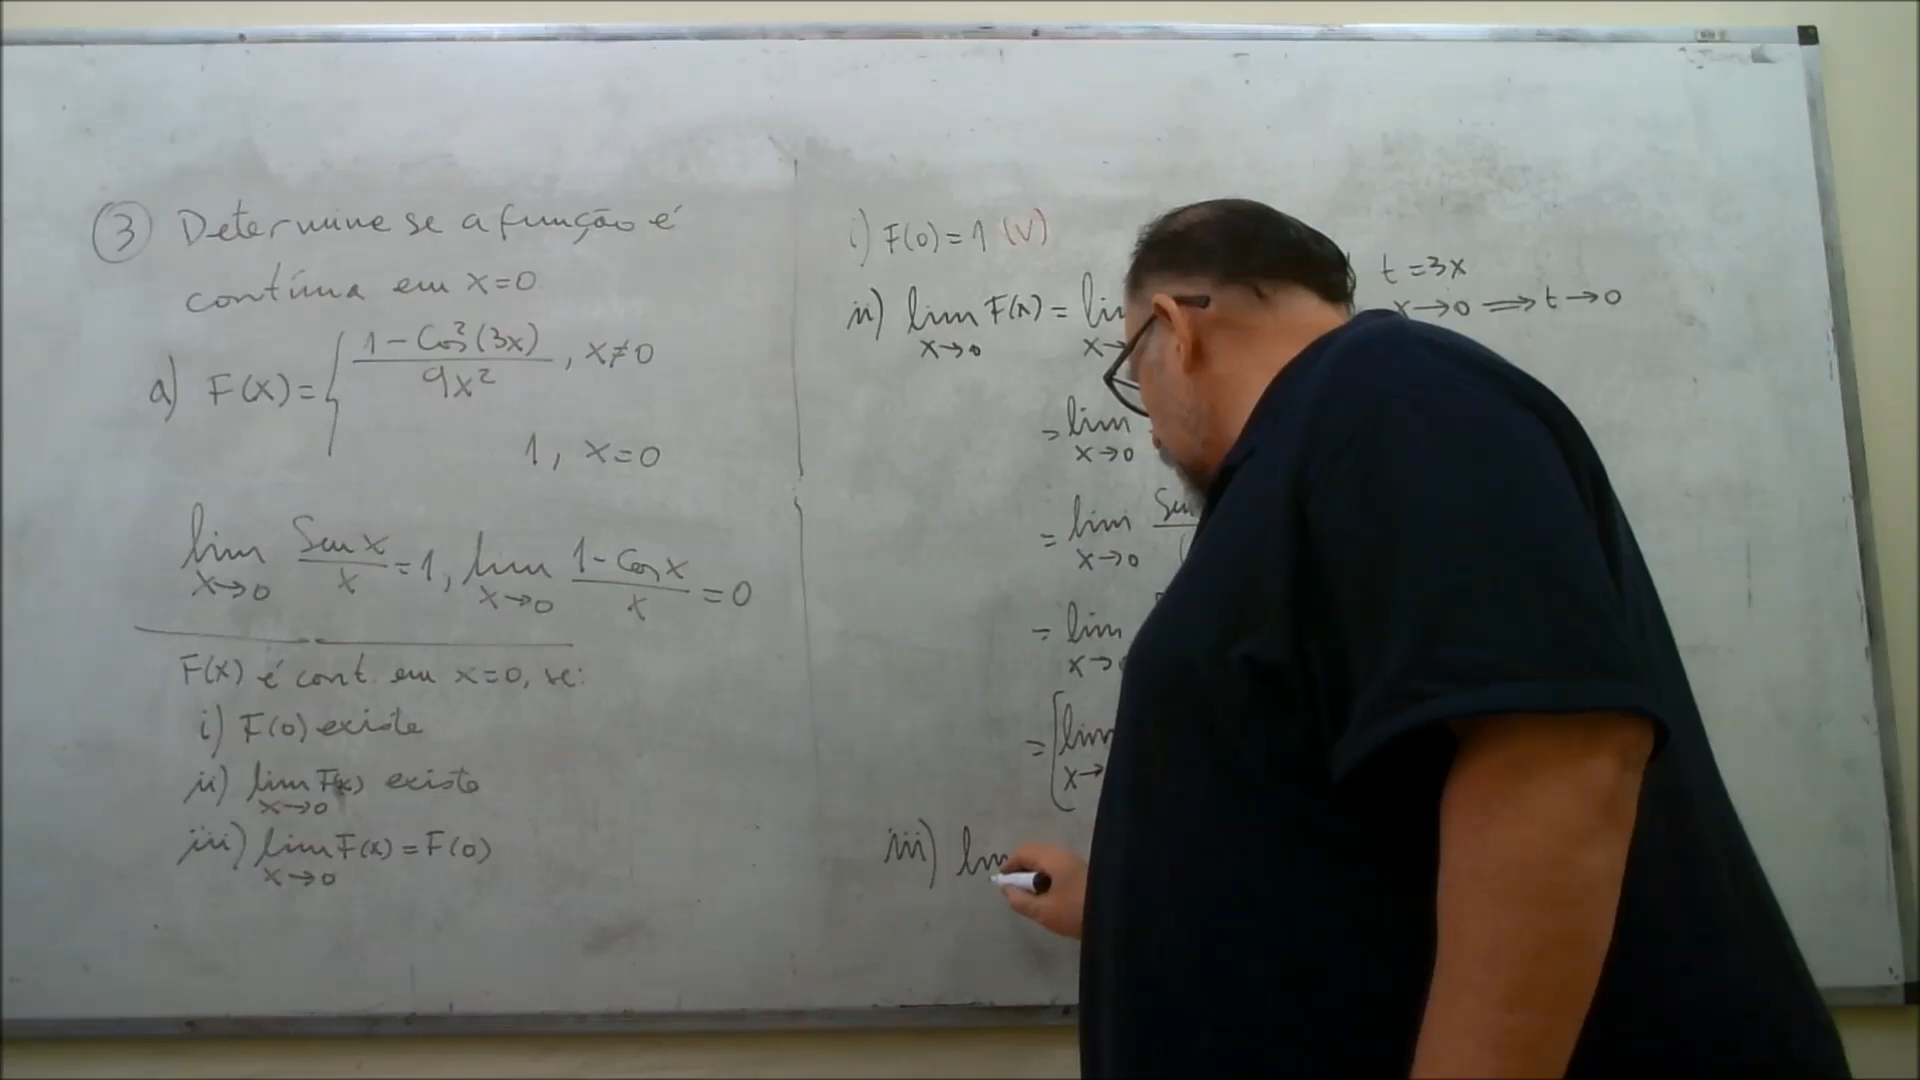 ③ Determine se a função é
contínua em x=0
a) F(x) = { 1 - Cos²(3x) / 9x² , x≠0
1, x=0
lim x→0 Sen x / x = 1, lim x→0 1 - Cos x / x = 0
F(x) é cont. em x=0, se:
i) F(0) existe
ii) lim x→0 F(x) existe
iii) lim x→0 F(x) = F(0)
i) F(0) = 1 (V)
ii) lim x→0 F(x) = lim x→
t = 3x
x→0 ⟹ t→0
= lim x→0
= lim x→0 Sen
= lim x→0
= [lim x→
iii) lim